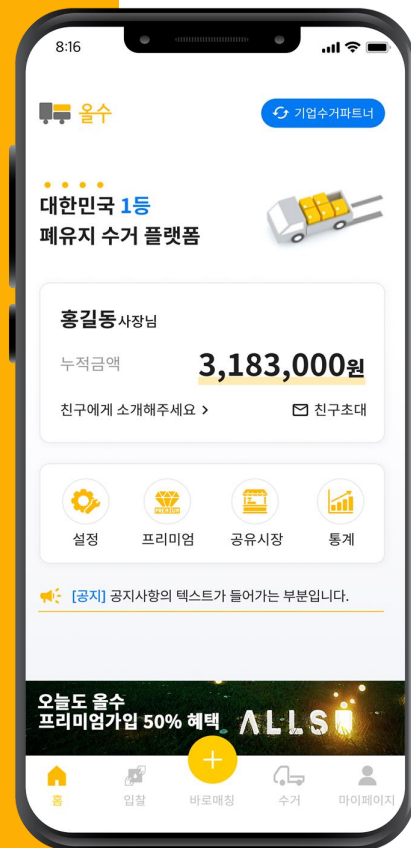 8:16
올수
기업수거파트너
대한민국 1등
폐유지 수거 플랫폼
홍길동사장님
누적금액
3,183,000원
친구에게 소개해주세요 >
친구초대
PREMIUM
설정
프리미엄
공유시장
통계
[공지] 공지사항의 텍스트가 들어가는 부분입니다.
오늘도 올수
프리미엄가입 50% 혜택
ALLS
홈
입찰
바로매칭
수거
마이페이지